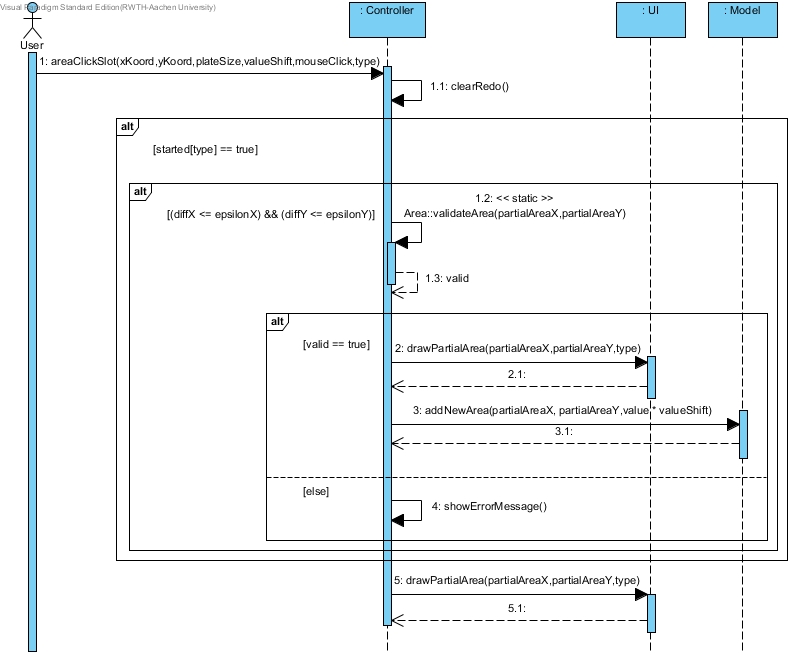 Visual Paradigm Standard Edition(RWTH-Aachen University)
: Controller
: UI
: Model
User
1: areaClickSlot(xKoord,yKoord,plateSize,valueShift,mouseClick,type)
1.1: clearRedo()
alt
[started[type] == true]
alt
1.2: << static >>
[(diffX <= epsilonX) && (diffY <= epsilonY)]
Area::validateArea(partialAreaX,partialAreaY)
1.3: valid
alt
[valid == true]
2: drawPartialArea(partialAreaX,partialAreaY,type)
2.1:
3: addNewArea(partialAreaX, partialAreaY,value * valueShift)
3.1:
[else]
4: showErrorMessage()
5: drawPartialArea(partialAreaX,partialAreaY,type)
5.1: